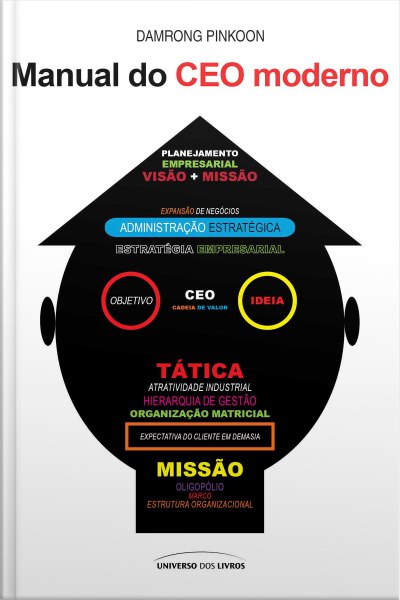 DAMRONG PINKOON
Manual do CEO moderno
PLANEJAMENTO
EMPRESARIAL
VISÃO + MISSÃO
EXPANSÃO DE NEGÓCIOS
ADMINISTRAÇÃO ESTRATÉGICA
ESTRATÉGIA EMPRESARIAL
OBJETIVO
CEO
CADEIA DE VALOR
IDEIA
TÁTICA
ATRATIVIDADE INDUSTRIAL
HIERARQUIA DE GESTÃO
ORGANIZAÇÃO MATRICIAL
EXPECTATIVA DO CLIENTE EM DEMASIA
MISSÃO
OLIGOPÓLIO
MARCO
ESTRUTURA ORGANIZACIONAL
UNIVERSO DOS LIVROS